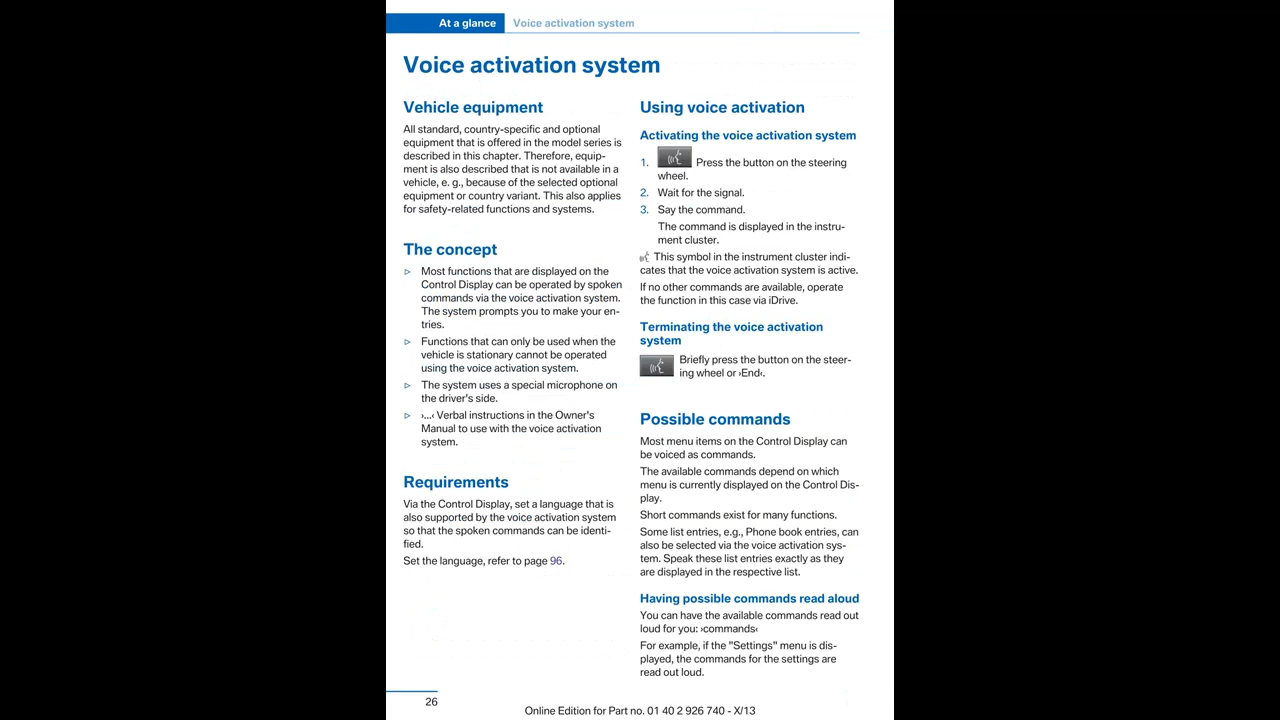 At a glance Voice activation system
Voice activation system
Vehicle equipment
All standard, country-specific and optional
equipment that is offered in the model series is
described in this chapter. Therefore, equip-
ment is also described that is not available in a
vehicle, e. g., because of the selected optional
equipment or country variant. This also applies
for safety-related functions and systems.
The concept
▷ Most functions that are displayed on the
Control Display can be operated by spoken
commands via the voice activation system.
The system prompts you to make your en-
tries.
▷ Functions that can only be used when the
vehicle is stationary cannot be operated
using the voice activation system.
▷ The system uses a special microphone on
the driver's side.
▷ ›...‹ Verbal instructions in the Owner's
Manual to use with the voice activation
system.
Requirements
Via the Control Display, set a language that is
also supported by the voice activation system
so that the spoken commands can be identi-
fied.
Set the language, refer to page 96.
Using voice activation
Activating the voice activation system
1. Press the button on the steering
wheel.
2. Wait for the signal.
3. Say the command.
The command is displayed in the instru-
ment cluster.
This symbol in the instrument cluster indi-
cates that the voice activation system is active.
If no other commands are available, operate
the function in this case via iDrive.
Terminating the voice activation
system
Briefly press the button on the steer-
ing wheel or ›End‹.
Possible commands
Most menu items on the Control Display can
be voiced as commands.
The available commands depend on which
menu is currently displayed on the Control Dis-
play.
Short commands exist for many functions.
Some list entries, e.g., Phone book entries, can
also be selected via the voice activation sys-
tem. Speak these list entries exactly as they
are displayed in the respective list.
Having possible commands read aloud
You can have the available commands read out
loud for you: ›commands‹
For example, if the "Settings" menu is dis-
played, the commands for the settings are
read out loud.
26
Online Edition for Part no. 01 40 2 926 740 - X/13